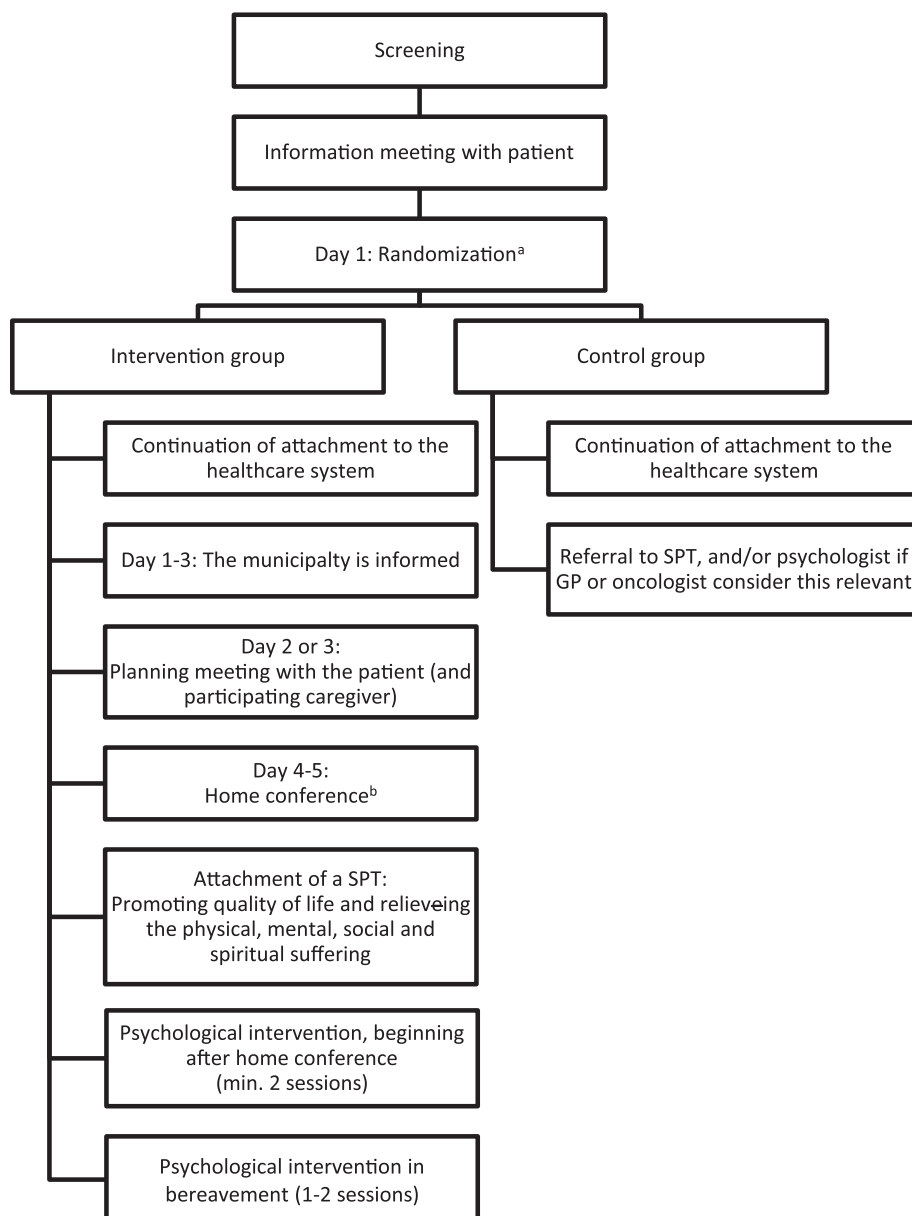 Screening
Information meeting with patient
Day 1: Randomizationᵃ
Intervention group
Control group
Continuation of attachment to the
healthcare system
Day 1-3: The municipalty is informed
Day 2 or 3:
Planning meeting with the patient (and
participating caregiver)
Day 4-5:
Home conferenceᵇ
Attachment of a SPT:
Promoting quality of life and relieveing
the physical, mental, social and
spiritual suffering
Psychological intervention, beginning
after home conference
(min. 2 sessions)
Psychological intervention in
bereavement (1-2 sessions)
Continuation of attachment to the
healthcare system
Referral to SPT, and/or psychologist if
GP or oncologist consider this relevant